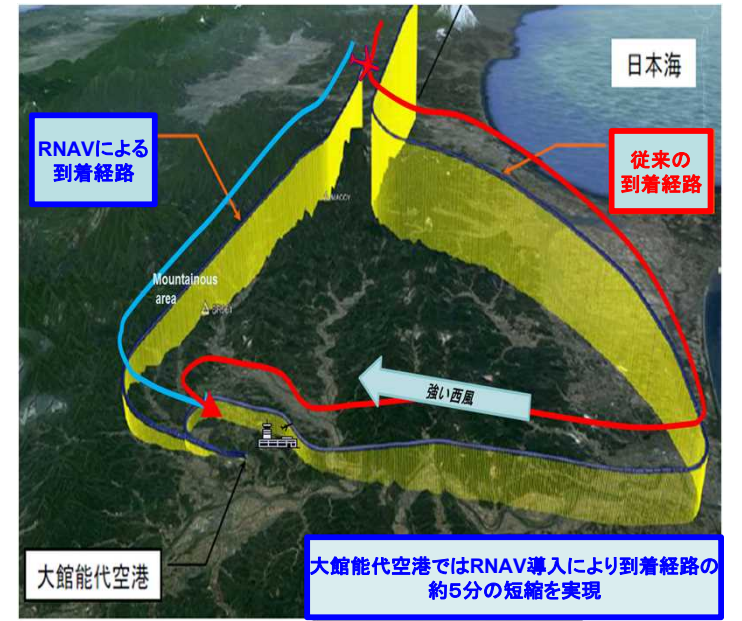 日本海
RNAVによる
到着経路
従来の
到着経路
Mountainous
area
強い西風
大館能代空港
大館能代空港ではRNAV導入により到着経路の
約5分の短縮を実現